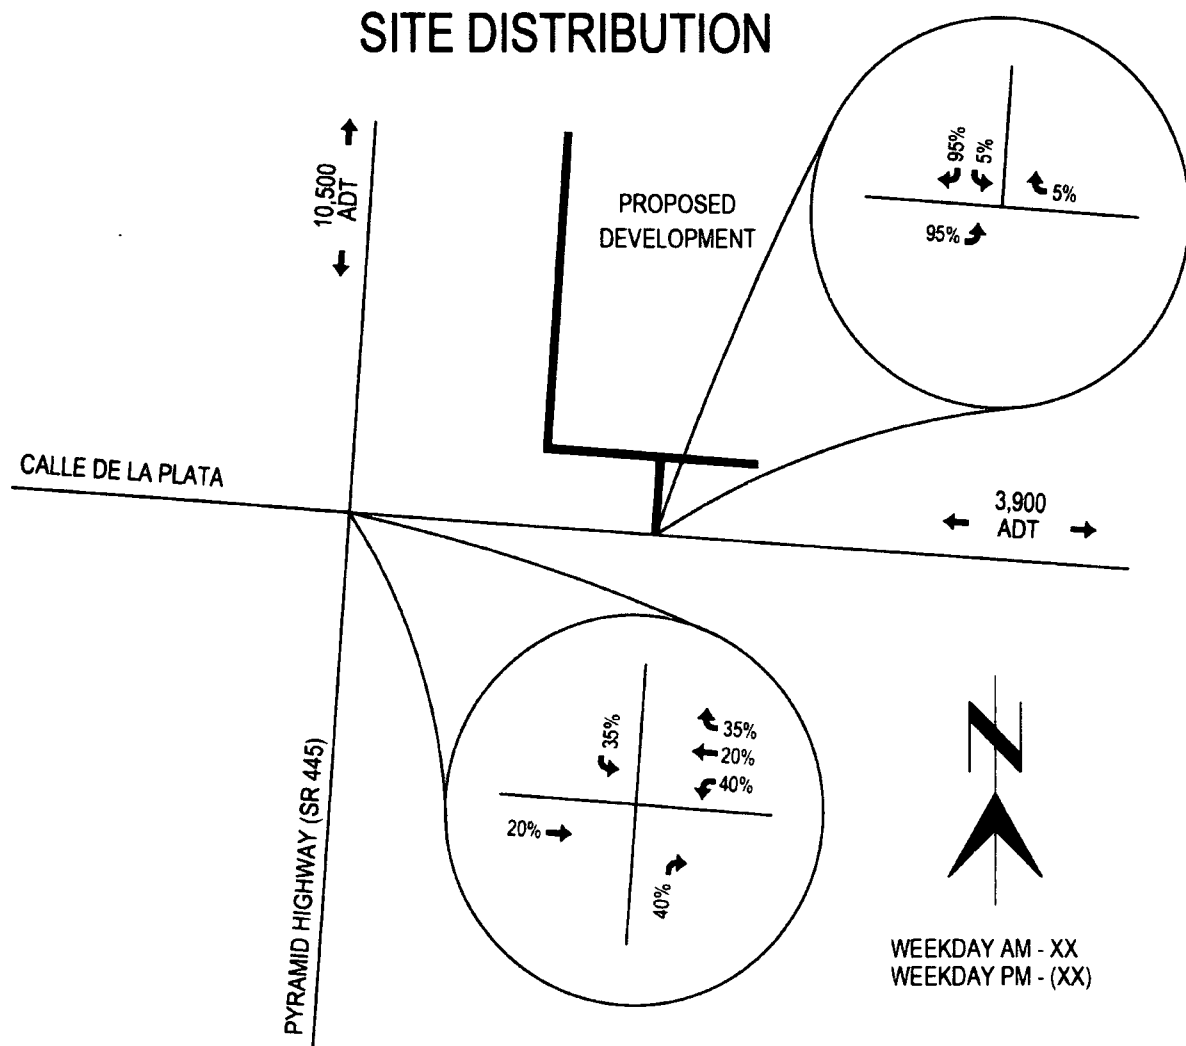 SITE DISTRIBUTION
10,500
ADT
PROPOSED
DEVELOPMENT
95%
5%
5%
95%
CALLE DE LA PLATA
3,900
ADT
35%
35%
20%
40%
20%
40%
PYRAMID HIGHWAY (SR 445)
N
WEEKDAY AM - XX
WEEKDAY PM - (XX)